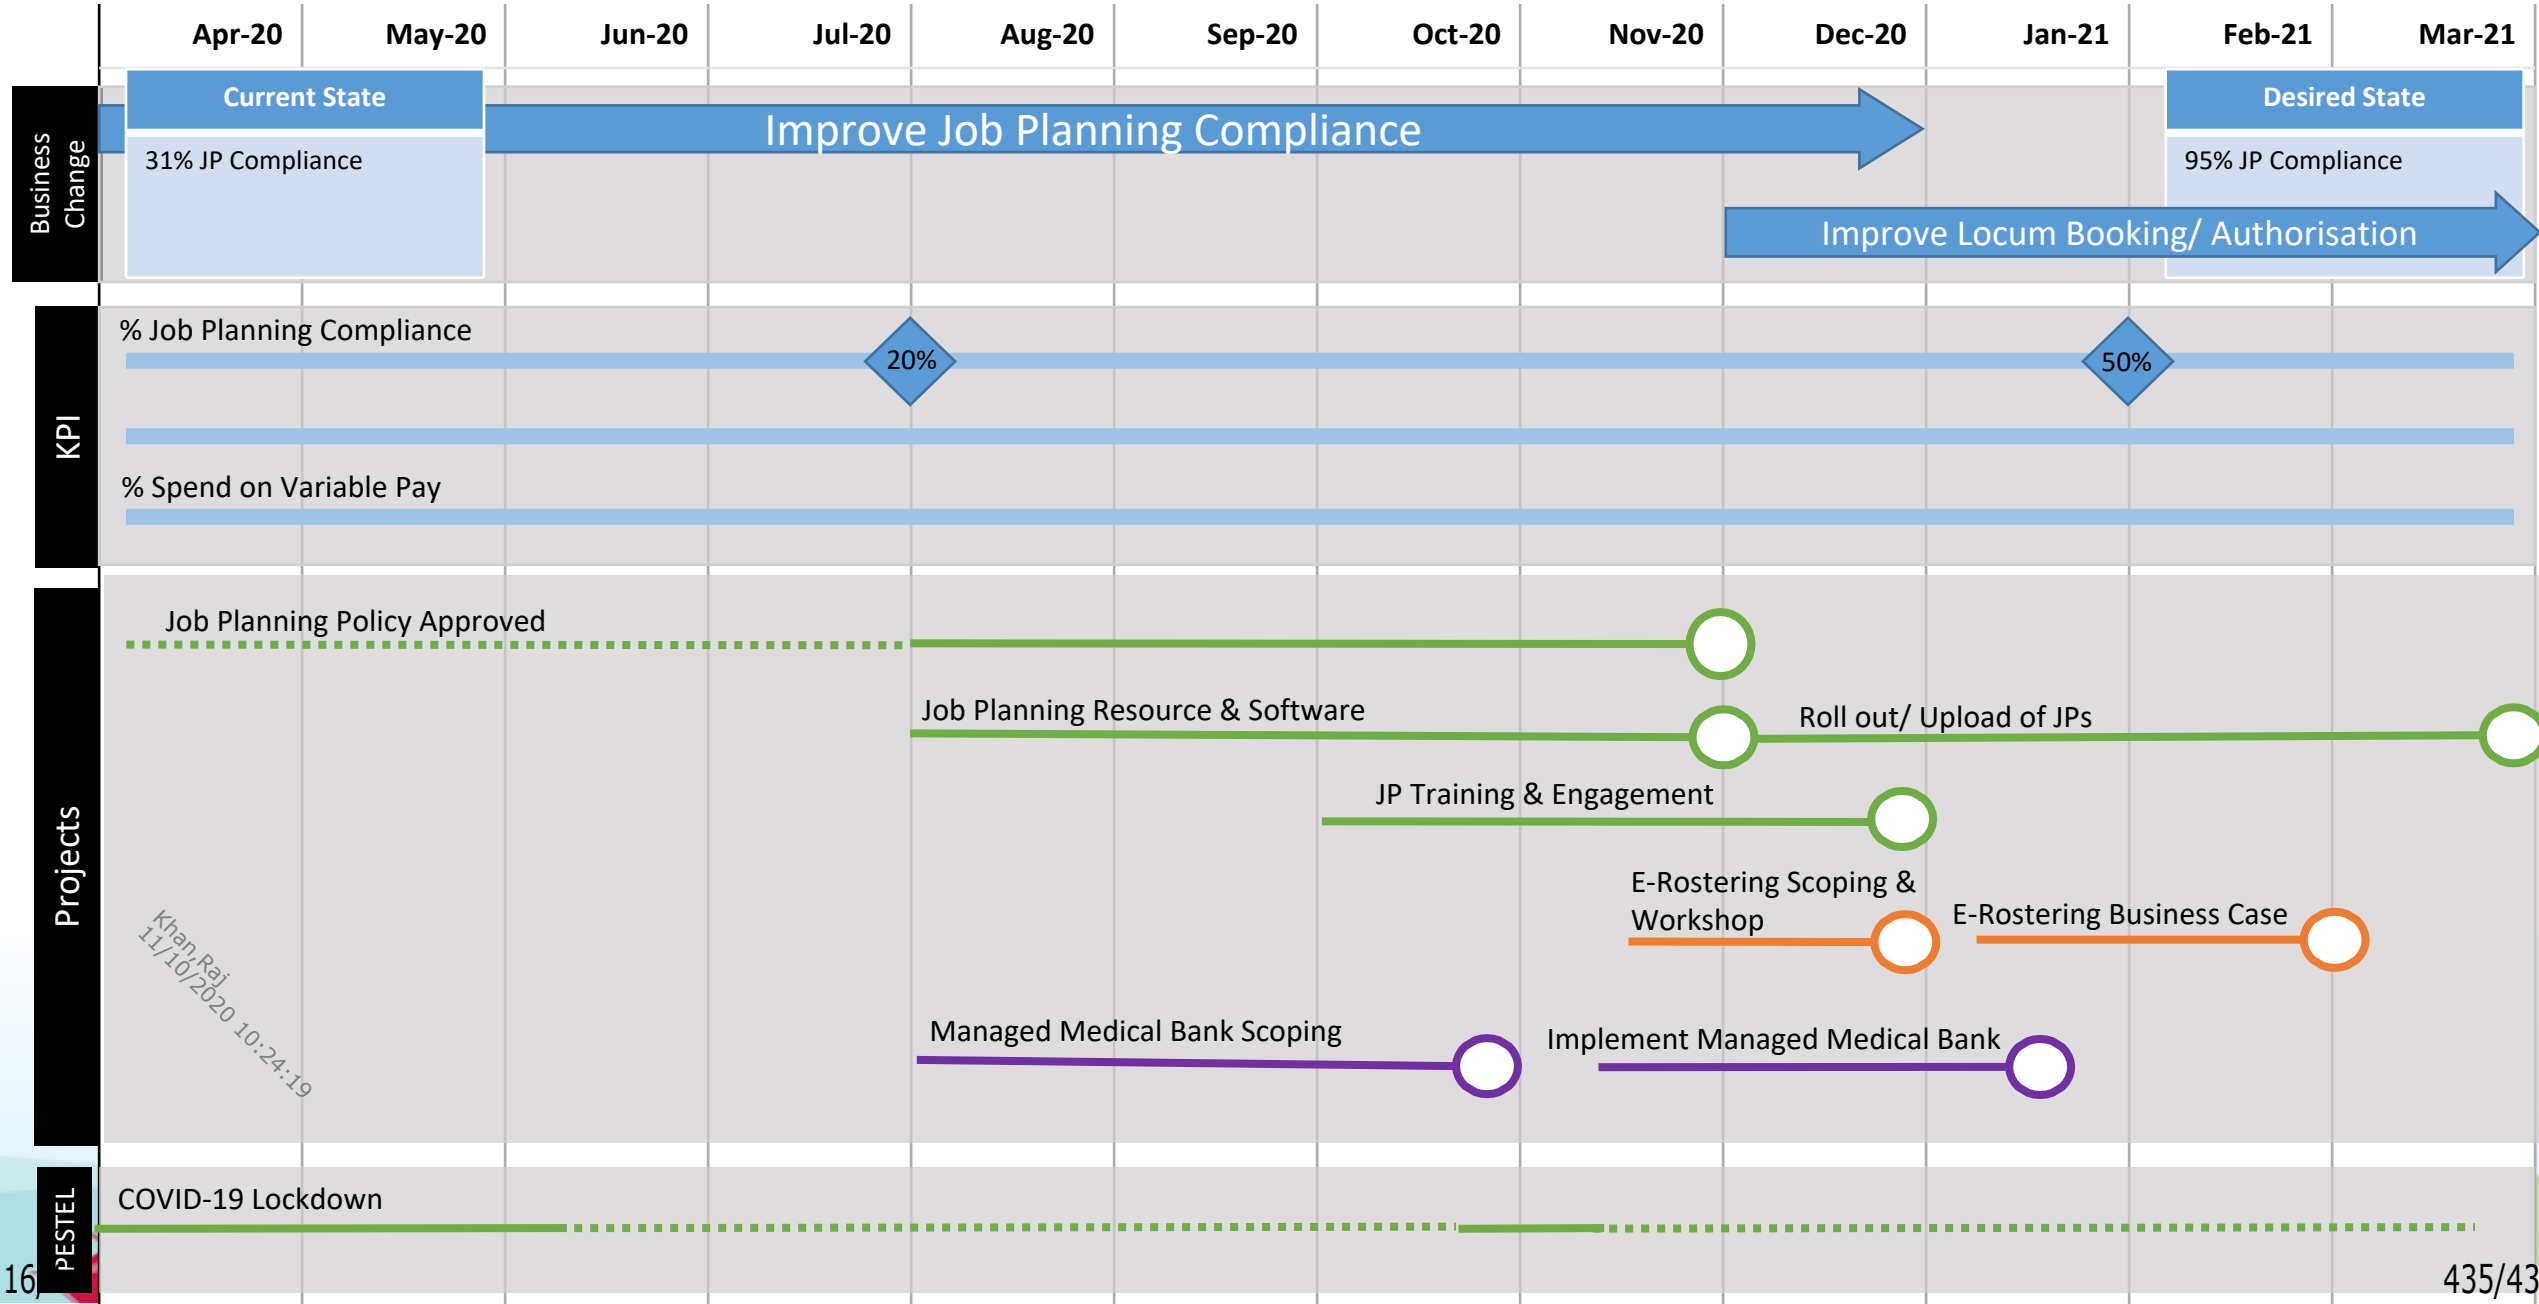 Apr-20 May-20 Jun-20 Jul-20 Aug-20 Sep-20 Oct-20 Nov-20 Dec-20 Jan-21 Feb-21 Mar-21
Business
Change
Current State
31% JP Compliance
Improve Job Planning Compliance
Desired State
95% JP Compliance
Improve Locum Booking/ Authorisation
KPI
% Job Planning Compliance
20%
50%
% Spend on Variable Pay
Projects
Job Planning Policy Approved
Job Planning Resource & Software
Roll out/ Upload of JPs
JP Training & Engagement
E-Rostering Scoping &
Workshop
E-Rostering Business Case
Managed Medical Bank Scoping
Implement Managed Medical Bank
Khan,Raj
11/10/2020 10:24:19
PESTEL
COVID-19 Lockdown
16/
435/43